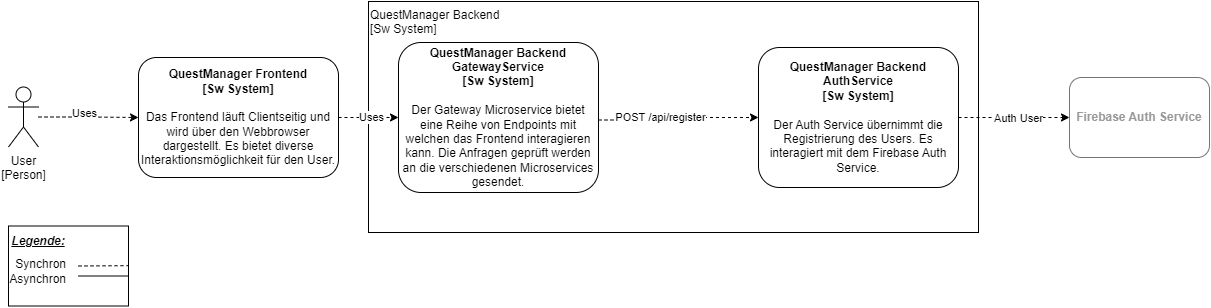 QuestManager Backend
[Sw System]
User
[Person]
Uses
QuestManager Frontend
[Sw System]
Das Frontend läuft Clientseitig und
wird über den Webbrowser
dargestellt. Es bietet diverse
Interaktionsmöglichkeit für den User.
Uses
QuestManager Backend
GatewayService
[Sw System]
Der Gateway Microservice bietet
eine Reihe von Endpoints mit
welchen das Frontend interagieren
kann. Die Anfragen geprüft werden
an die verschiedenen Microservices
gesendet.
POST /api/register
QuestManager Backend
AuthService
[Sw System]
Der Auth Service übernimmt die
Registrierung des Users. Es
interagiert mit dem Firebase Auth
Service.
Auth User
Firebase Auth Service
Legende:
Synchron
Asynchron